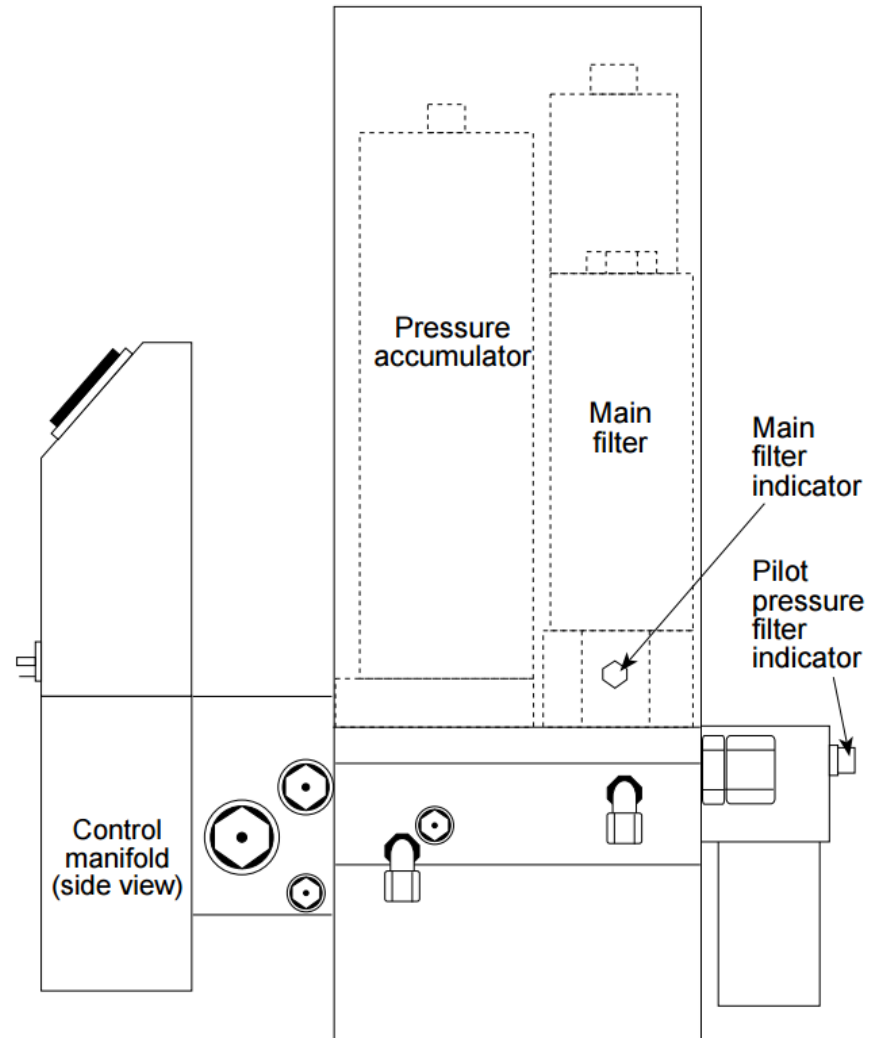 Pressure
accumulator
Main
filter
Main
filter
indicator
Pilot
pressure
filter
indicator
Control
manifold
(side view)